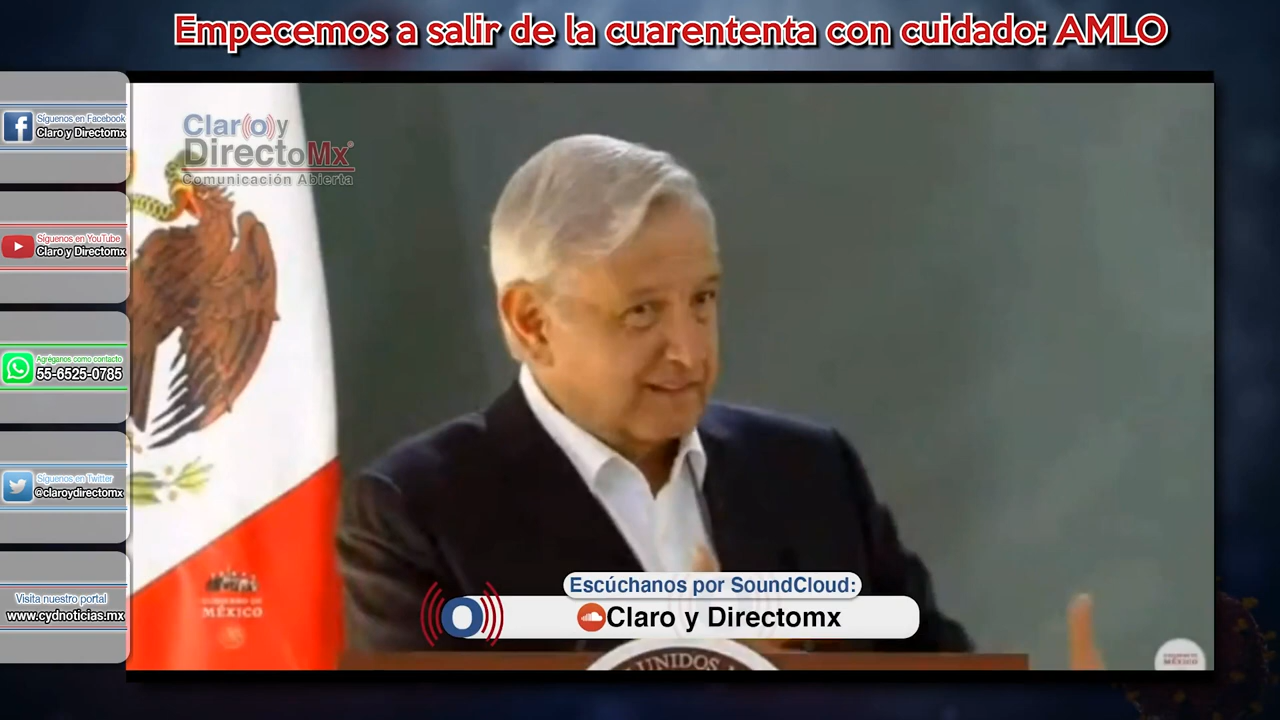 Empecemos a salir de la cuarententa con cuidado: AMLO
Síguenos en Facebook
Claro y Directomx
Síguenos en YouTube
Claro y Directomx
Agréganos como contacto
55-6525-0785
Síguenos en Twitter
@claroydirectomx
Visita nuestro portal
www.cydnoticias.mx
Claro y
DirectoMx
Comunicación Abierta
GOBIERNO DE
MÉXICO
Escúchanos por SoundCloud:
Claro y Directomx
UNIDOS
MÉXICO